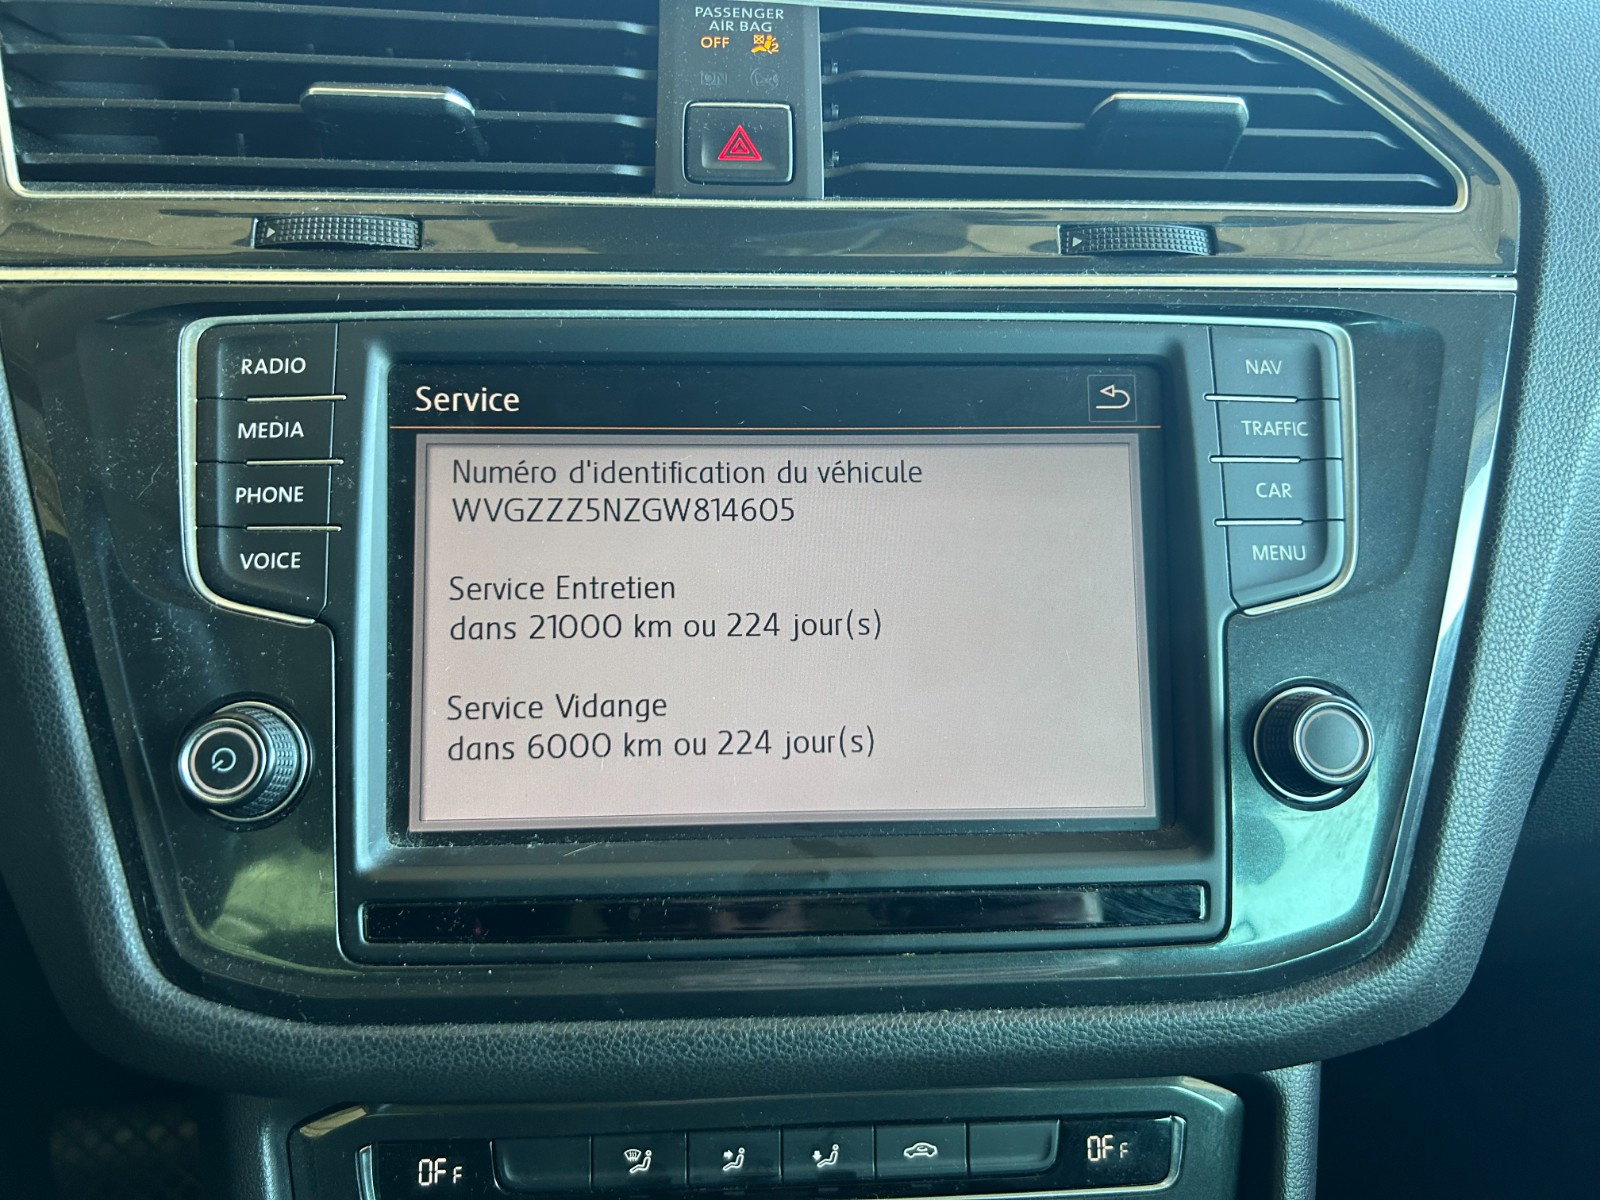 PASSENGER
AIR BAG
OFF
ON
RADIO
MEDIA
PHONE
VOICE
Service
Numéro d'identification du véhicule
WVGZZZ5NZGW814605
Service Entretien
dans 21000 km ou 224 jour(s)
Service Vidange
dans 6000 km ou 224 jour(s)
NAV
TRAFFIC
CAR
MENU
OFF
OFF